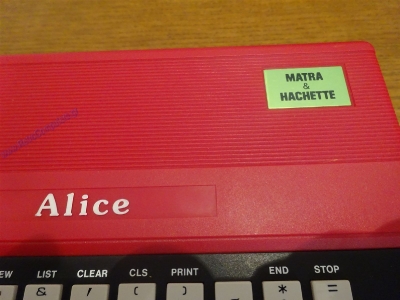 MATRA
&
HACHETTE
Alice
EW LIST CLEAR CLS PRINT END STOP
& ! ( ) * =